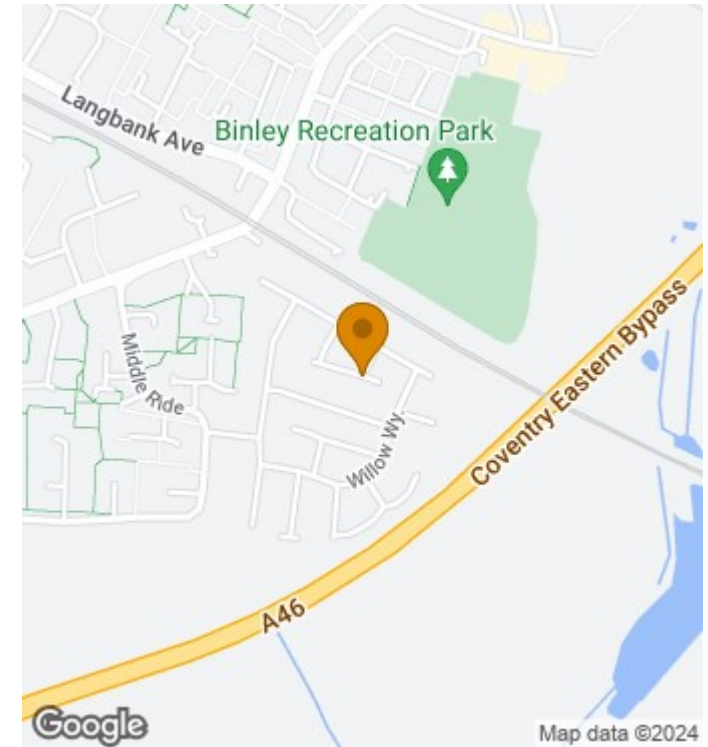 Langbank Ave
Binley Recreation Park
Coventry Eastern Bypass
Middle Ride
Willow Wy.
A46
Google
Map data ©2024